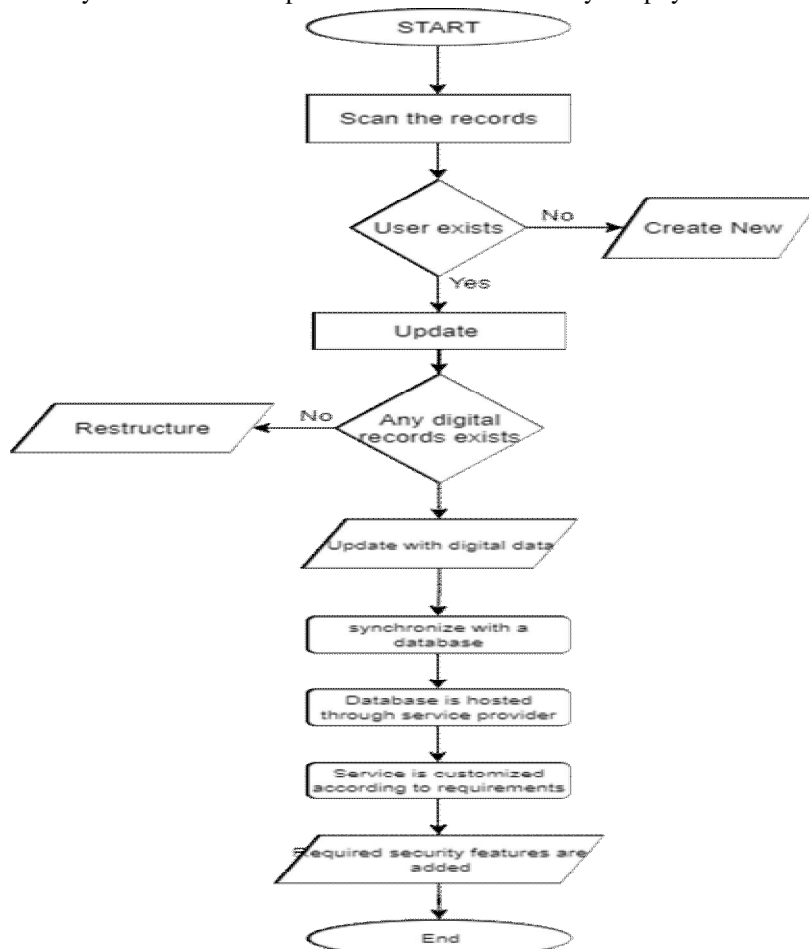 START
Scan the records
User exists
No
Create New
Yes
Update
Any digital
records exists
No
Restructure
Update with digital data
synchronize with a
database
Database is hosted
through service provider
Service is customized
according to requirements
Required security features are
added
End